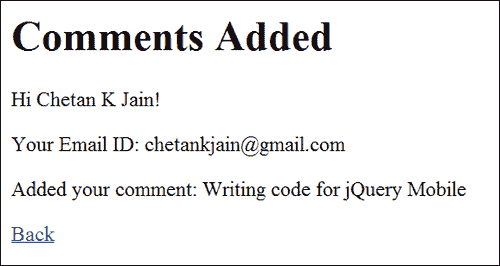 Comments Added
Hi Chetan K Jain!
Your Email ID: chetankjain@gmail.com
Added your comment: Writing code for jQuery Mobile
Back